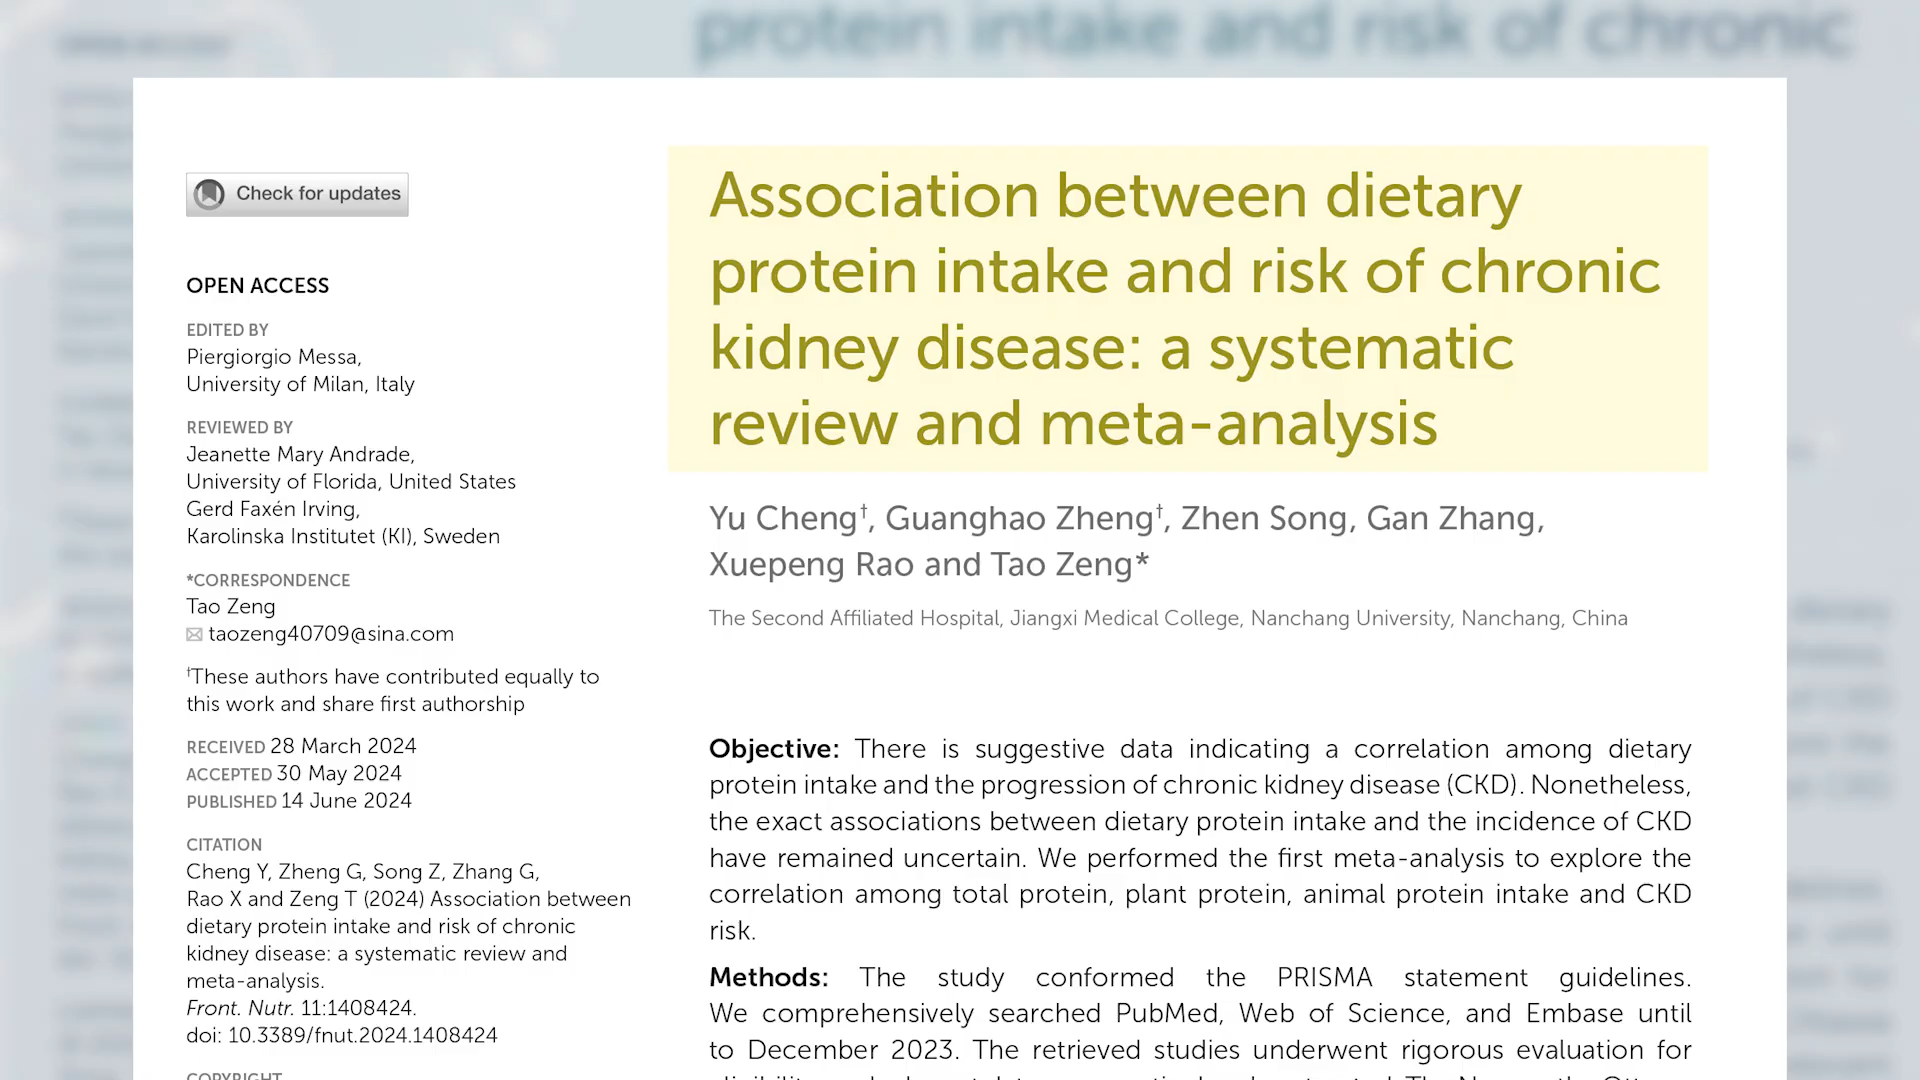 protein intake and risk of chronic
Check for updates
OPEN ACCESS
EDITED BY
Piergiorgio Messa,
University of Milan, Italy
REVIEWED BY
Jeanette Mary Andrade,
University of Florida, United States
Gerd Faxén Irving,
Karolinska Institutet (KI), Sweden
*CORRESPONDENCE
Tao Zeng
taozeng40709@sina.com
†These authors have contributed equally to
this work and share first authorship
RECEIVED 28 March 2024
ACCEPTED 30 May 2024
PUBLISHED 14 June 2024
CITATION
Cheng Y, Zheng G, Song Z, Zhang G,
Rao X and Zeng T (2024) Association between
dietary protein intake and risk of chronic
kidney disease: a systematic review and
meta-analysis.
Front. Nutr. 11:1408424.
doi: 10.3389/fnut.2024.1408424
COPYRIGHT
Association between dietary
protein intake and risk of chronic
kidney disease: a systematic
review and meta-analysis
Yu Cheng†, Guanghao Zheng†, Zhen Song, Gan Zhang,
Xuepeng Rao and Tao Zeng*
The Second Affiliated Hospital, Jiangxi Medical College, Nanchang University, Nanchang, China
Objective: There is suggestive data indicating a correlation among dietary
protein intake and the progression of chronic kidney disease (CKD). Nonetheless,
the exact associations between dietary protein intake and the incidence of CKD
have remained uncertain. We performed the first meta-analysis to explore the
correlation among total protein, plant protein, animal protein intake and CKD
risk.
Methods: The study conformed the PRISMA statement guidelines.
We comprehensively searched PubMed, Web of Science, and Embase until
to December 2023. The retrieved studies underwent rigorous evaluation for